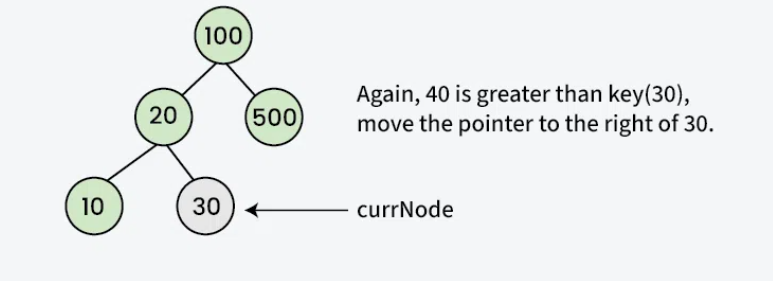 100
20
500
Again, 40 is greater than key(30),
move the pointer to the right of 30.
10
30
currNode